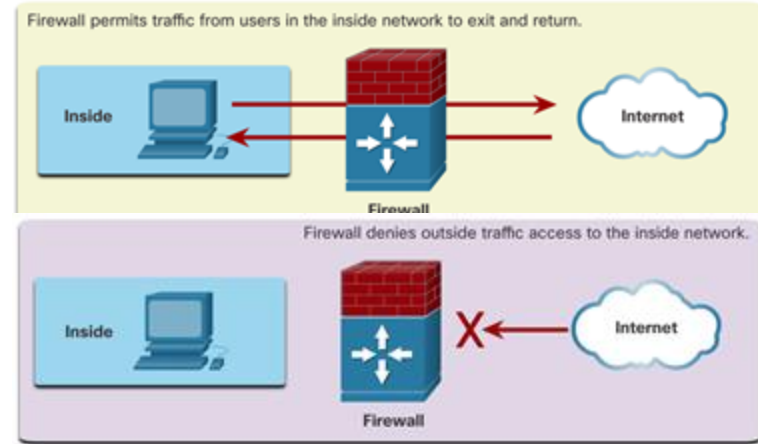 Firewall permits traffic from users in the inside network to exit and return.
Inside
Internet
Firewall
Firewall denies outside traffic access to the inside network.
Inside
Internet
Firewall